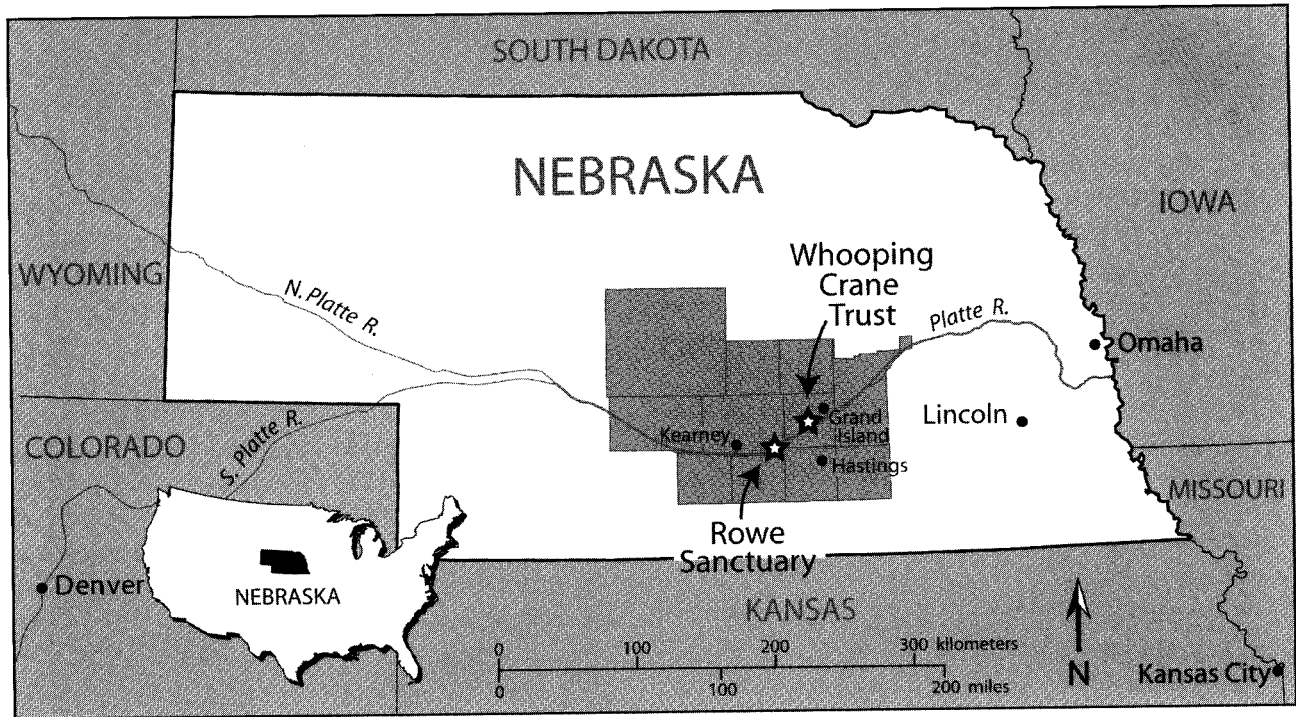 SOUTH DAKOTA
NEBRASKA
IOWA
WYOMING
Whooping
Crane
Trust
N. Platte R.
Platte R.
Omaha
Lincoln
Grand
Island
Kearney
Hastings
COLORADO
S. Platte R.
MISSOURI
Rowe
Sanctuary
Denver
NEBRASKA
KANSAS
100 200 300 kilometers
0
0 100 200 miles
N
Kansas City